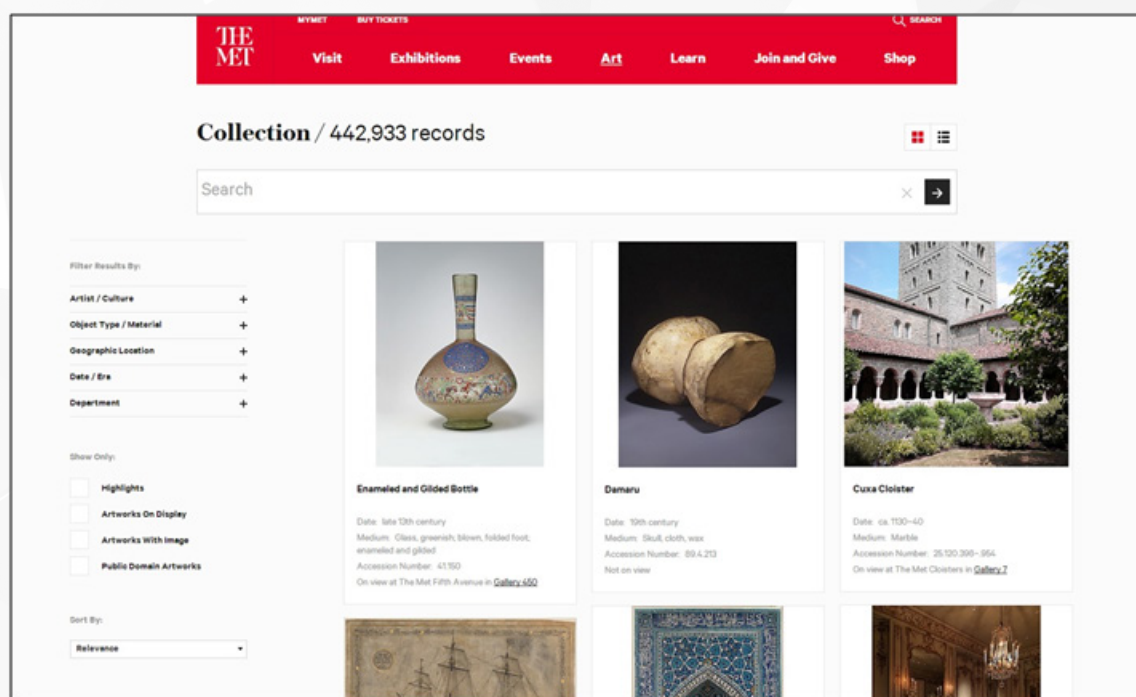 MYMET BUY TICKETS SEARCH
THE
MET
Visit Exhibitions Events Art Learn Join and Give Shop
Collection / 442,933 records
Search
Filter Results By:
Artist / Culture
Object Type / Material
Geographic Location
Date / Era
Department
Show Only:
Highlights
Artworks On Display
Artworks With Image
Public Domain Artworks
Sort By:
Relevance
Enameled and Gilded Bottle
Date: late 13th century
Medium: Glass, greenish; blown, folded foot;
enameled and gilded
Accession Number: 41.150
On view at The Met Fifth Avenue in Gallery 450
Damaru
Date: 19th century
Medium: Skull, cloth, wax
Accession Number: 89.4.213
Not on view
Cuxa Cloister
Date: ca. 1130–40
Medium: Marble
Accession Number: 25.120.398–.954
On view at The Met Cloisters in Gallery 7